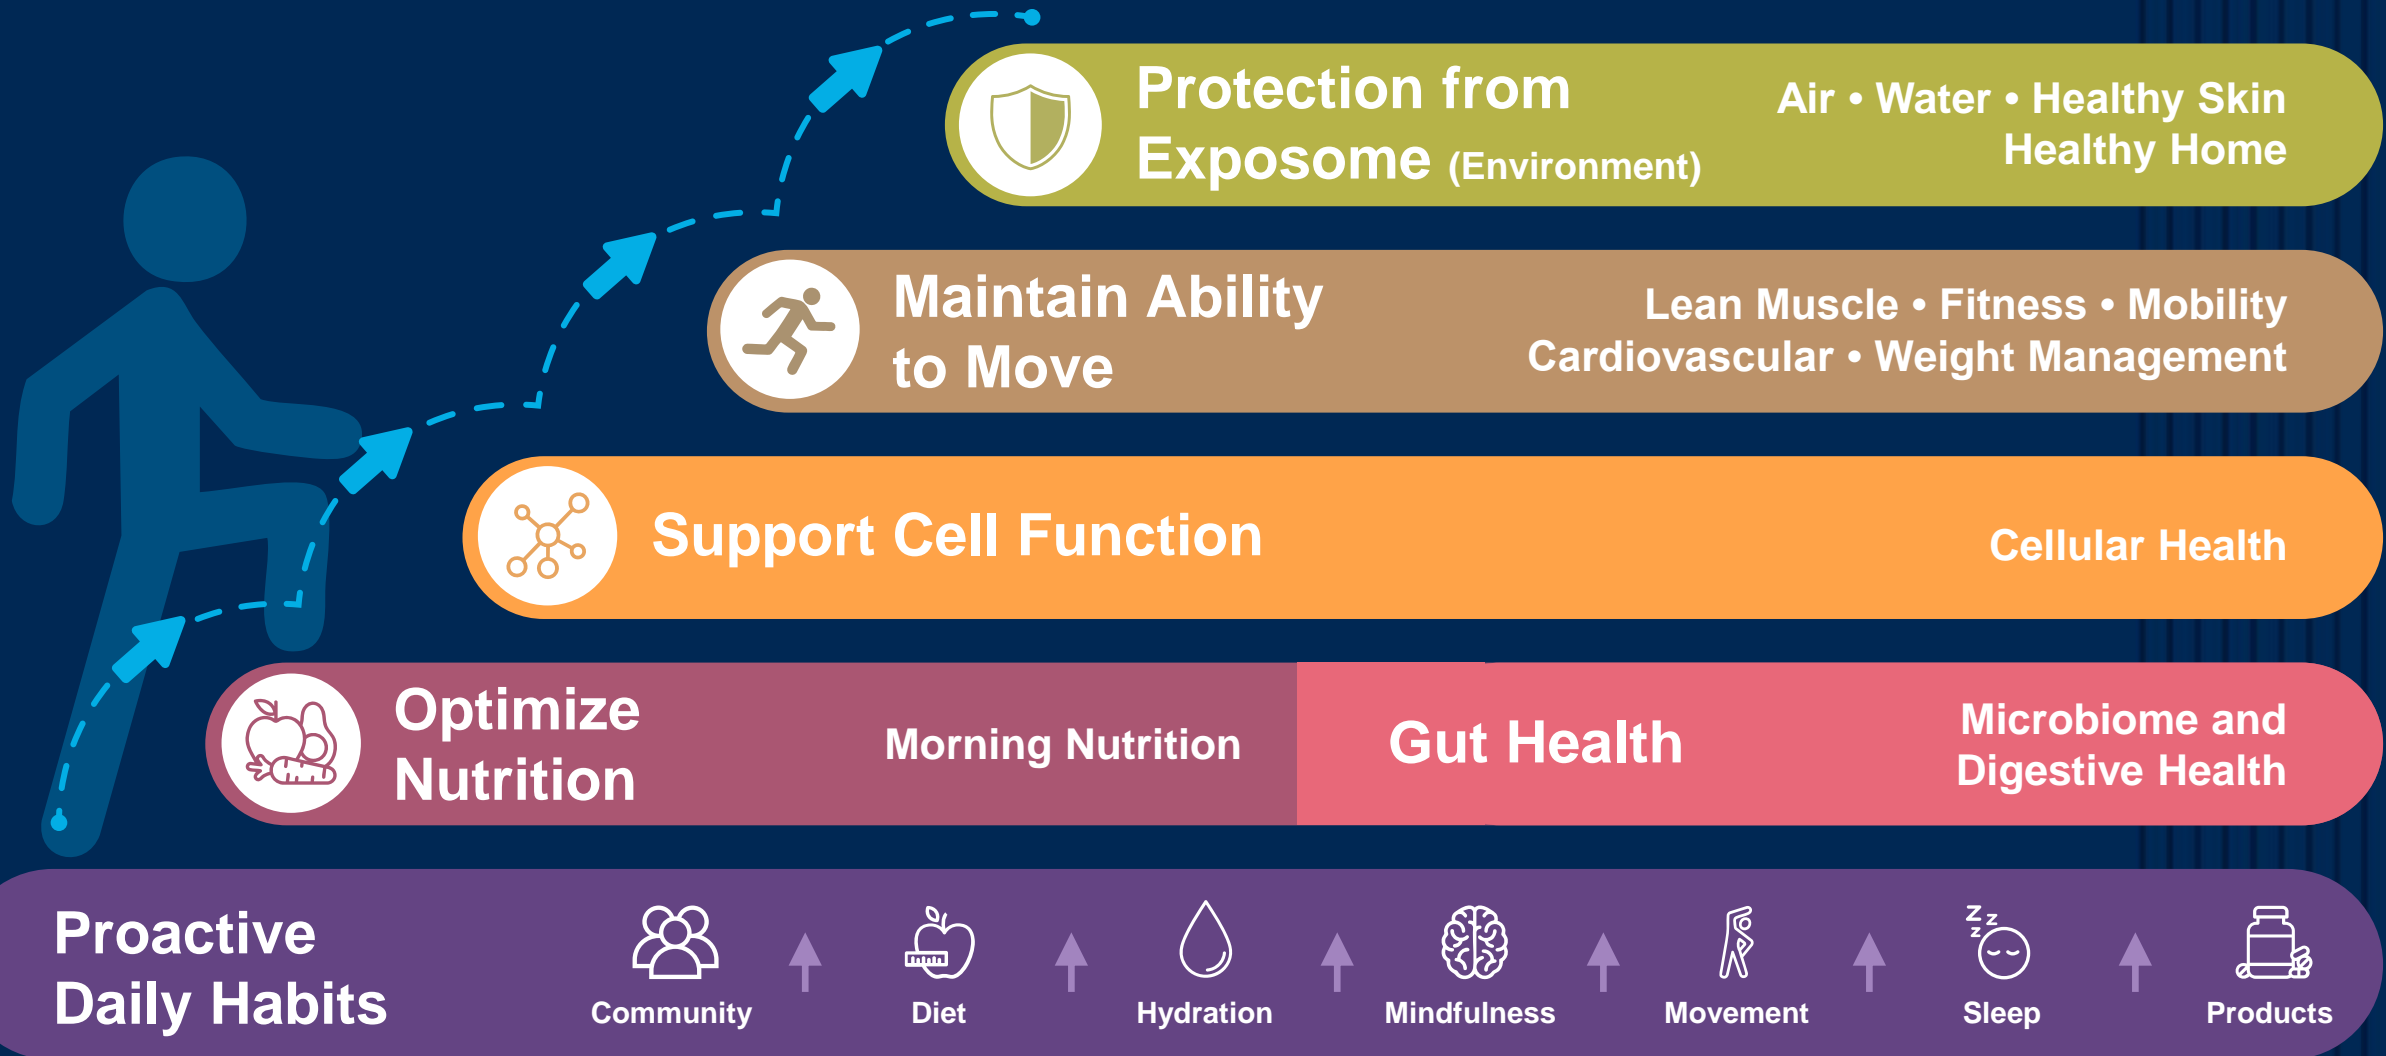 Protection from
Exposome (Environment)
Air • Water • Healthy Skin
Healthy Home
Maintain Ability
to Move
Lean Muscle • Fitness • Mobility
Cardiovascular • Weight Management
Support Cell Function
Cellular Health
Optimize
Nutrition
Morning Nutrition
Gut Health
Microbiome and
Digestive Health
Proactive
Daily Habits
Community
Diet
Hydration
Mindfulness
Movement
Sleep
Products